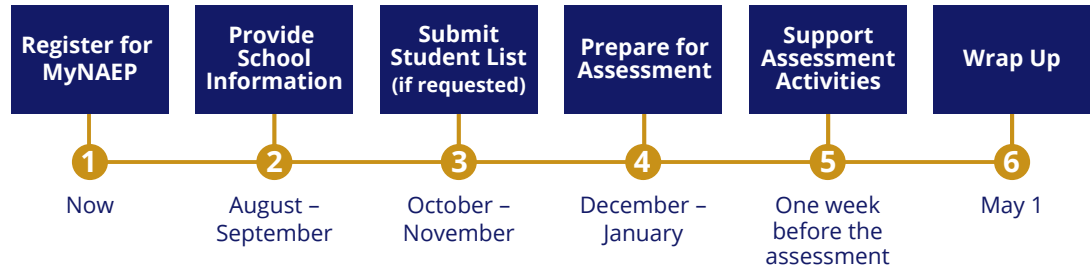 Register for
MyNAEP
Provide
School
Information
Submit
Student List
(if requested)
Prepare for
Assessment
Support
Assessment
Activities
Wrap Up
1
2
3
4
5
6
Now
August –
September
October –
November
December –
January
One week
before the
assessment
May 1